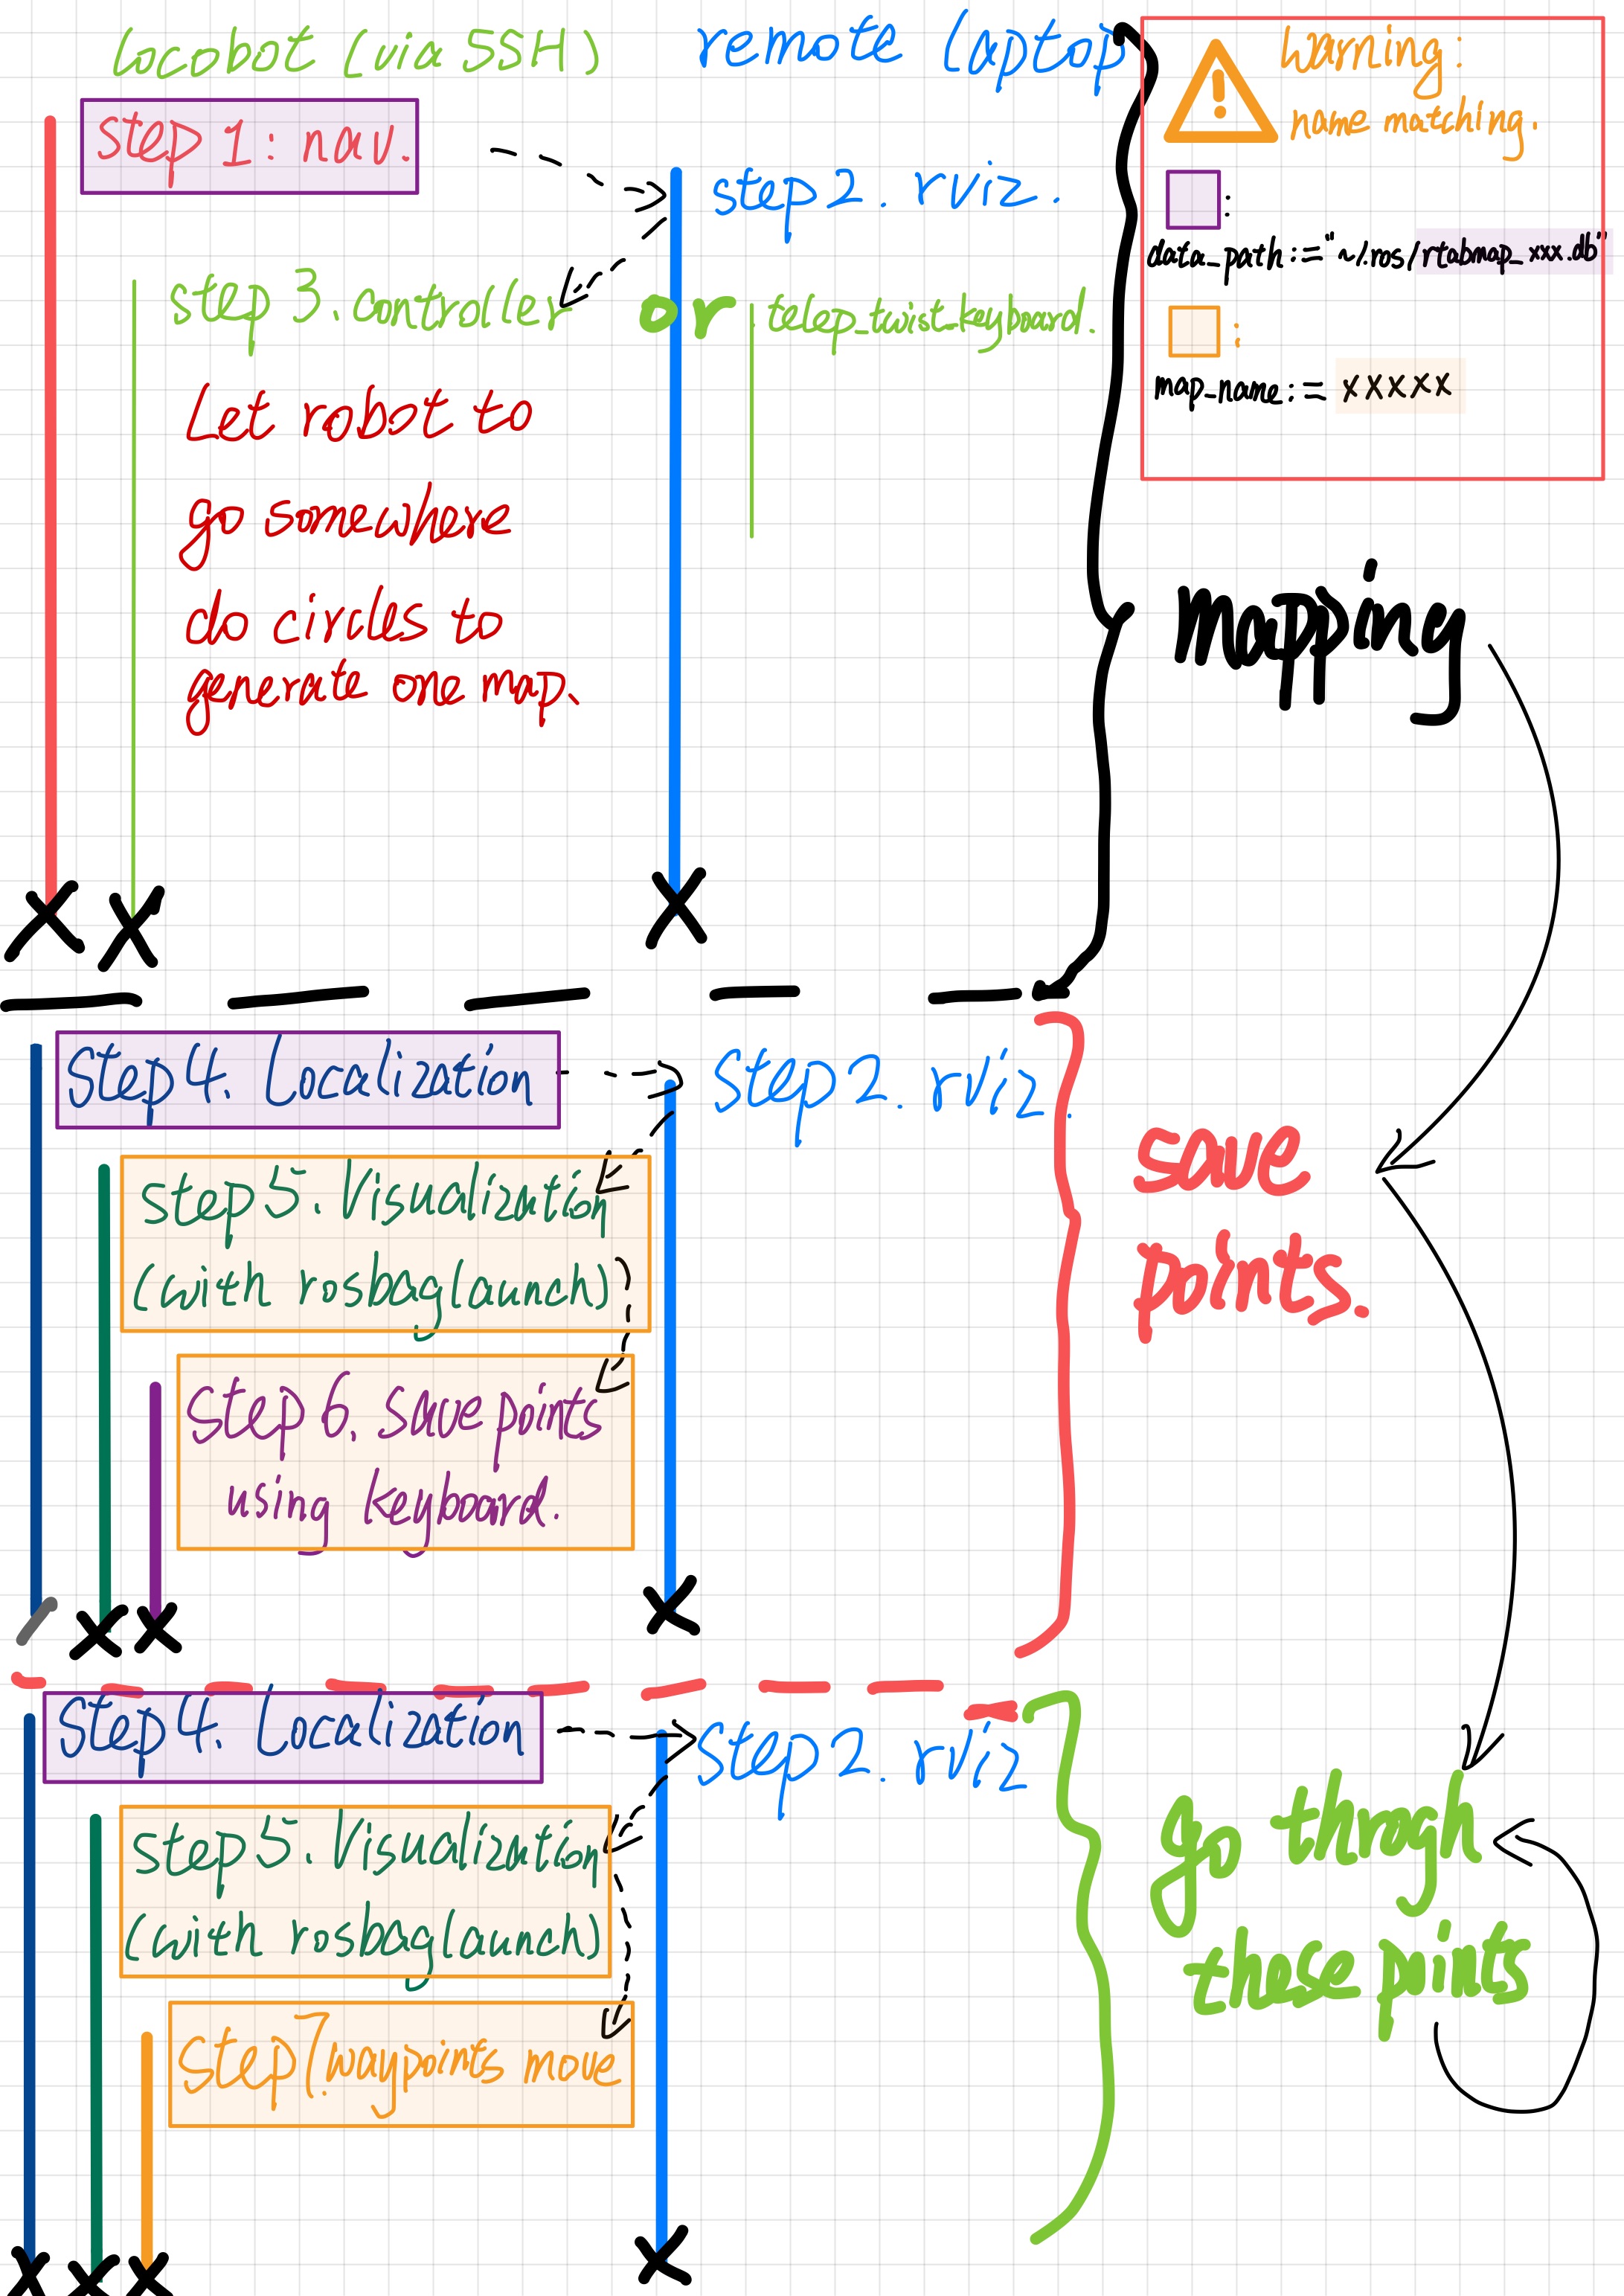 locobot (via SSH)
remote laptop
step 1: nav.
step 2. rviz.
step 3. controller
or
telep_twist_keyboard.
Let robot to
go somewhere
do circles to
generate one map.
Warning:
name matching.
:
data_path:="~/.ros/rtabmap_xxx.db"
:
map_name:= xxxxx
mapping
Step 4. Localization
Step 2. rviz.
step 5. Visualization
(with rosbag launch)
step 6. save points
using keyboard.
save
points.
Step 4. Localization
Step 2. rviz
step 5. Visualization
(with rosbag launch)
Step 7. waypoints move
go throgh
these points